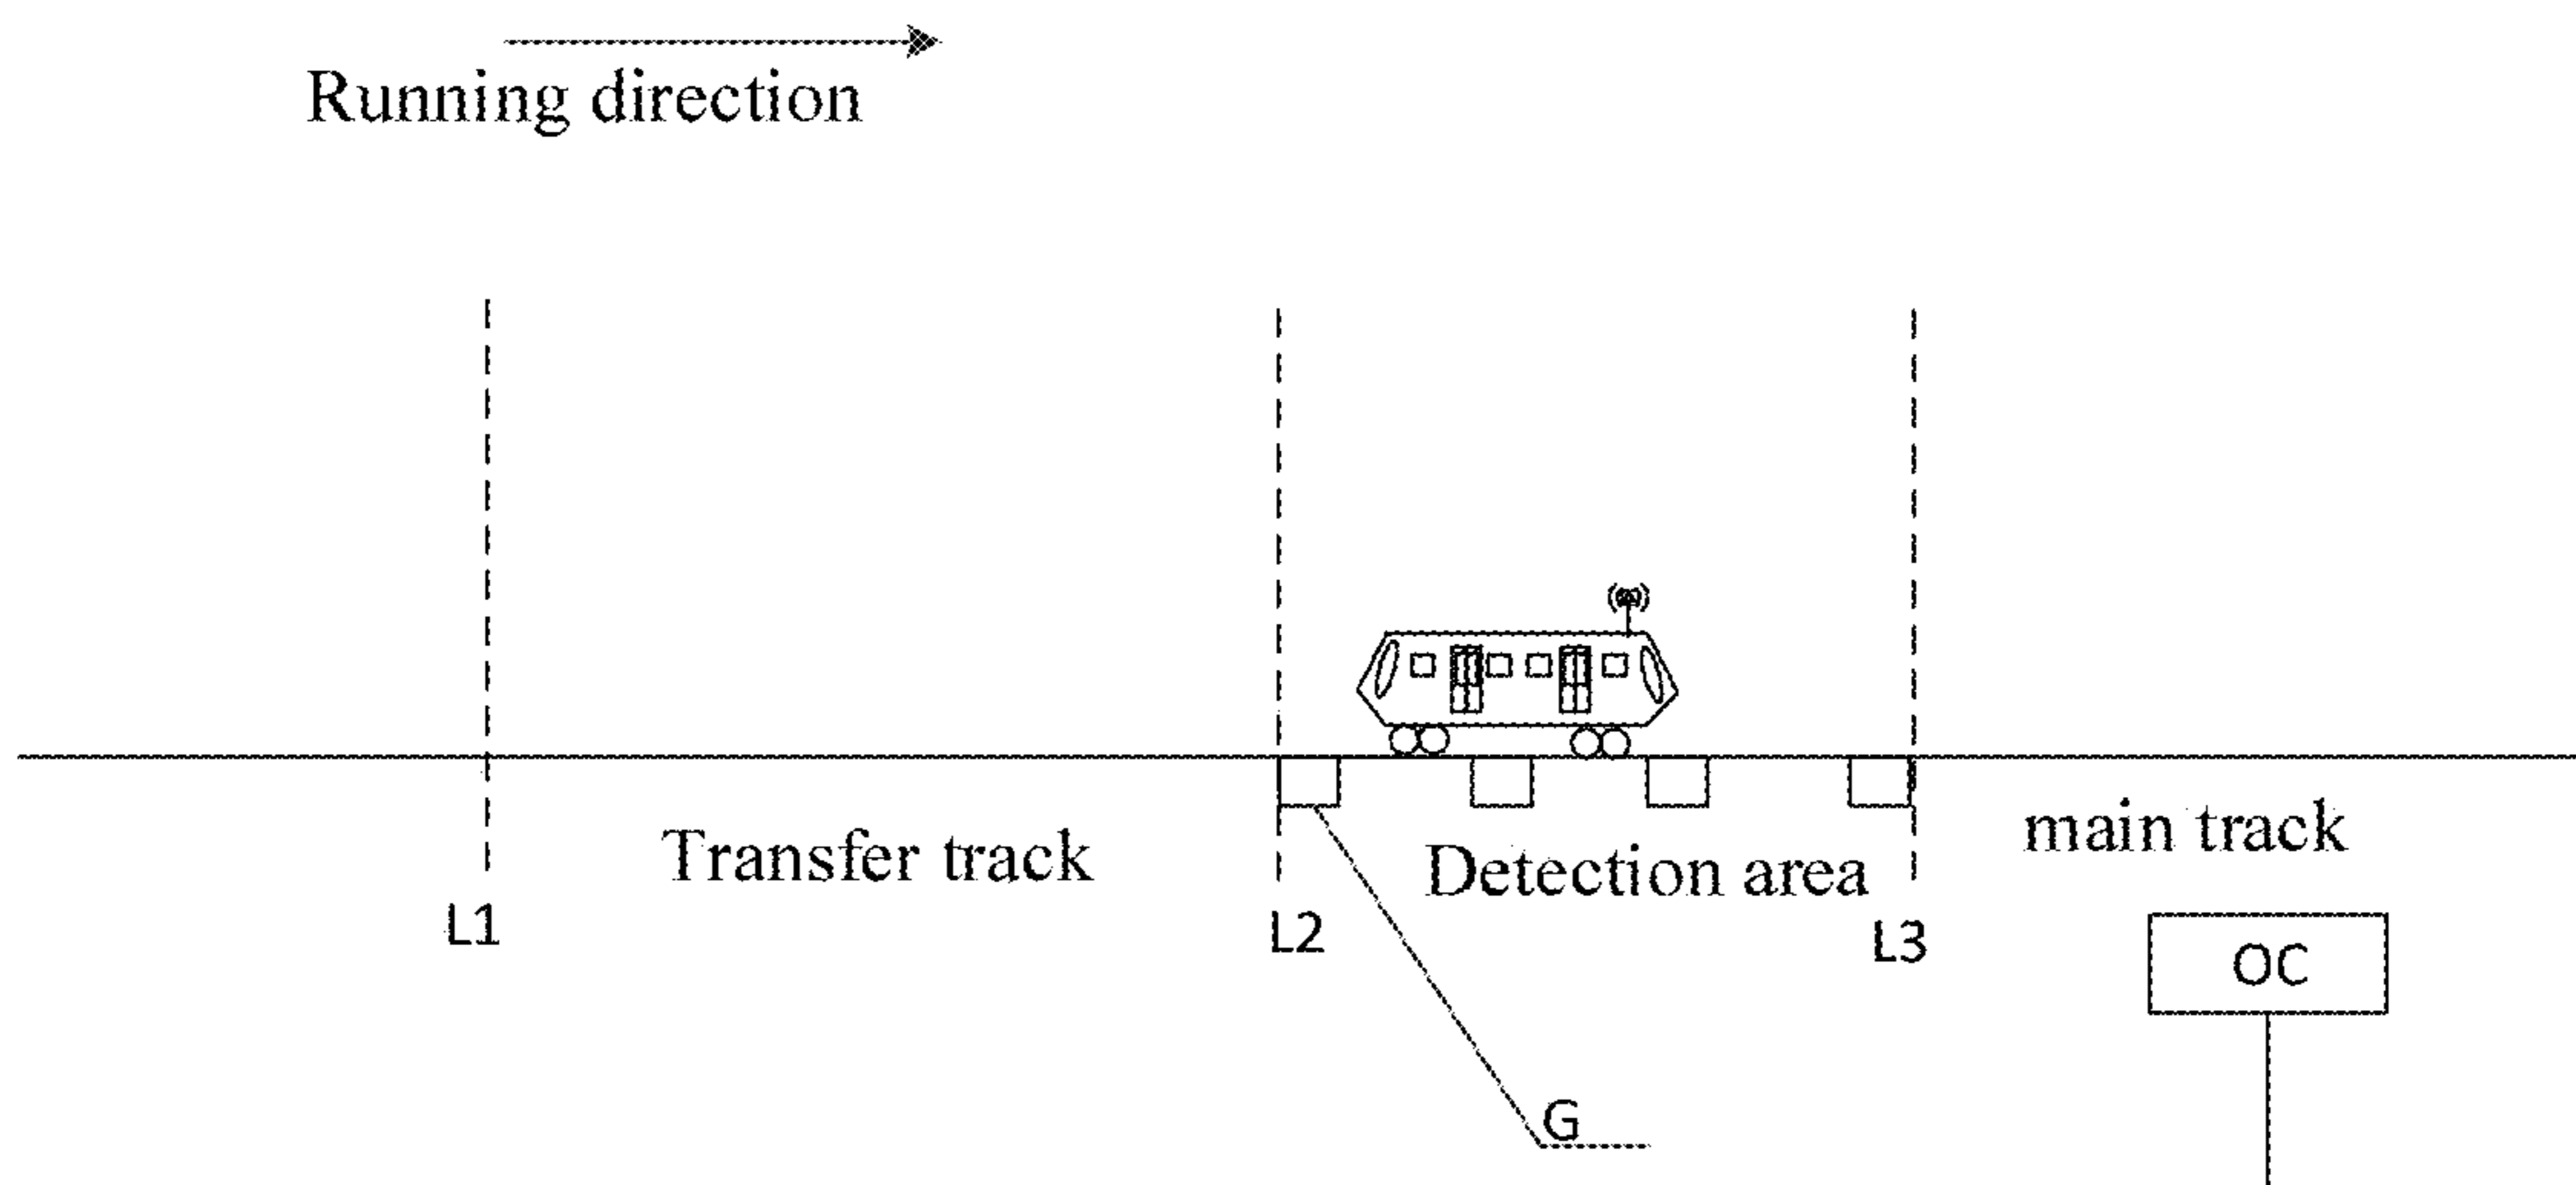 Running direction
Transfer track
Detection area
main track
L1
L2
L3
OC
G